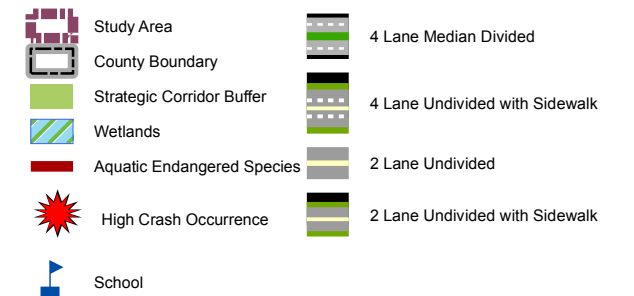 Study Area
County Boundary
Strategic Corridor Buffer
Wetlands
Aquatic Endangered Species
High Crash Occurrence
School
4 Lane Median Divided
4 Lane Undivided with Sidewalk
2 Lane Undivided
2 Lane Undivided with Sidewalk